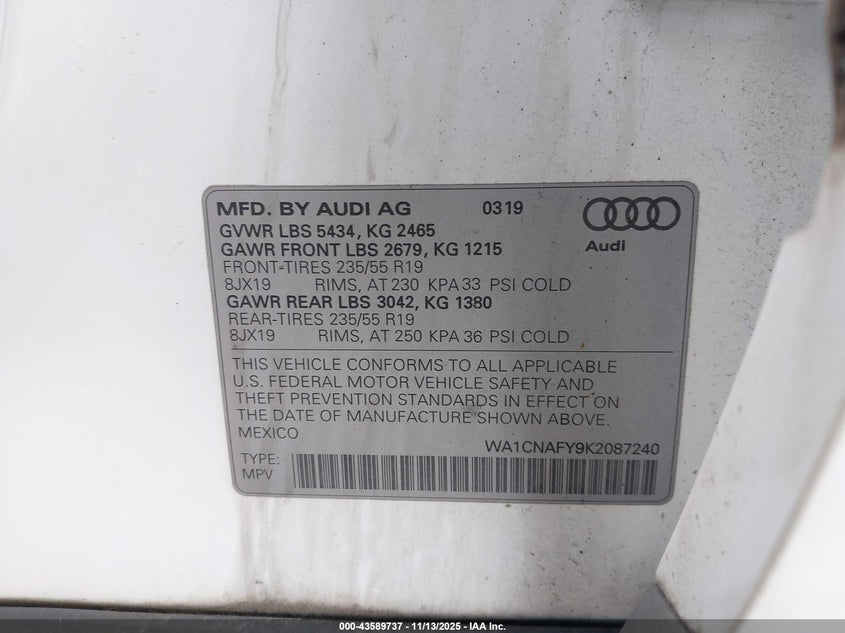 MFD. BY AUDI AG 0319
Audi
GVWR LBS 5434, KG 2465
GAWR FRONT LBS 2679, KG 1215
FRONT-TIRES 235/55 R19
8JX19 RIMS, AT 230 KPA 33 PSI COLD
GAWR REAR LBS 3042, KG 1380
REAR-TIRES 235/55 R19
8JX19 RIMS, AT 250 KPA 36 PSI COLD
THIS VEHICLE CONFORMS TO ALL APPLICABLE
U.S. FEDERAL MOTOR VEHICLE SAFETY AND
THEFT PREVENTION STANDARDS IN EFFECT ON
THE DATE OF MANUFACTURE SHOWN ABOVE.
MEXICO
WA1CNAFY9K2087240
TYPE:
MPV
000-43589737 - 11/13/2025 - IAA Inc.